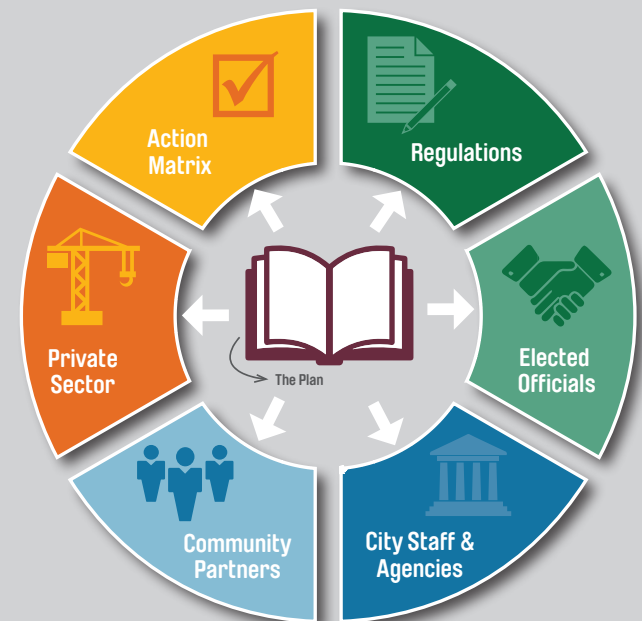 Action
Matrix
Regulations
Private
Sector
Elected
Officials
The Plan
Community
Partners
City Staff &
Agencies